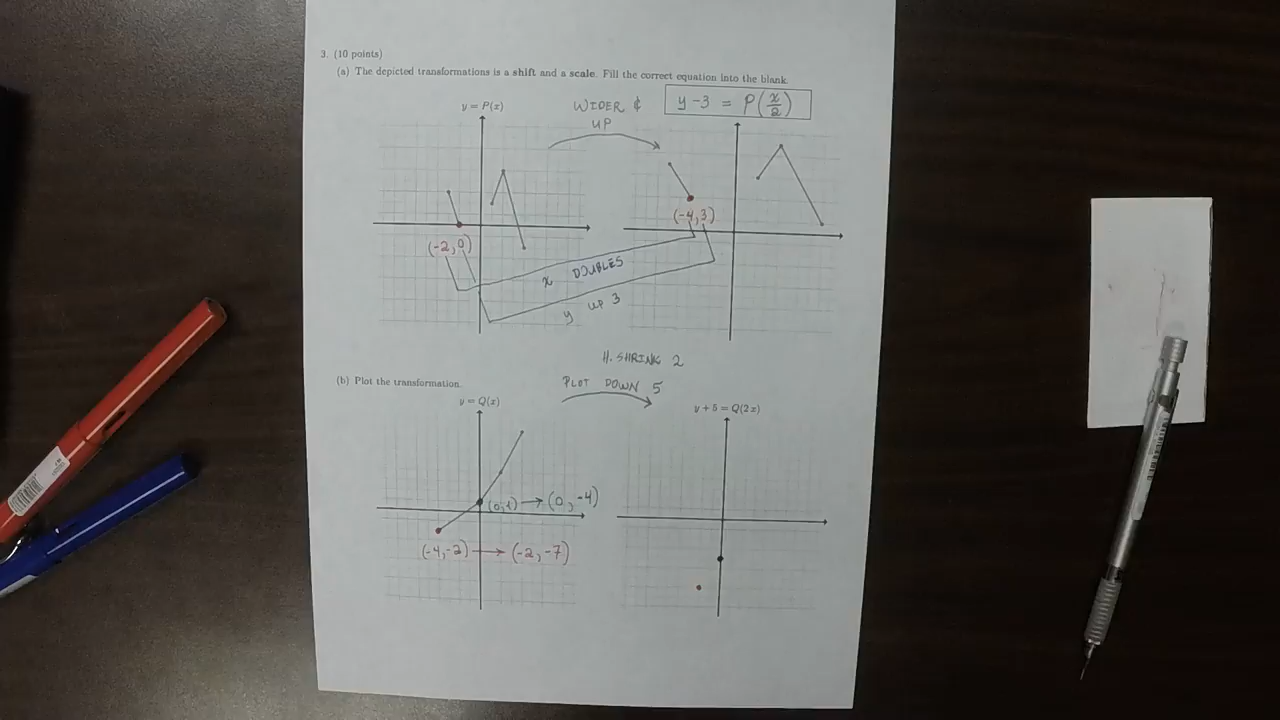 3. (10 points)
(a) The depicted transformations is a shift and a scale. Fill the correct equation into the blank.
y = P(x)
WIDER &
UP
y-3 = P(x/2)
(-4,3)
(-2,0)
x DOUBLES
y UP 3
H. SHRINK 2
(b) Plot the transformation.
PLOT DOWN 5
y = Q(x)
y + 5 = Q(2x)
(0,1) → (0,-4)
(-4,-2) → (-2,-7)